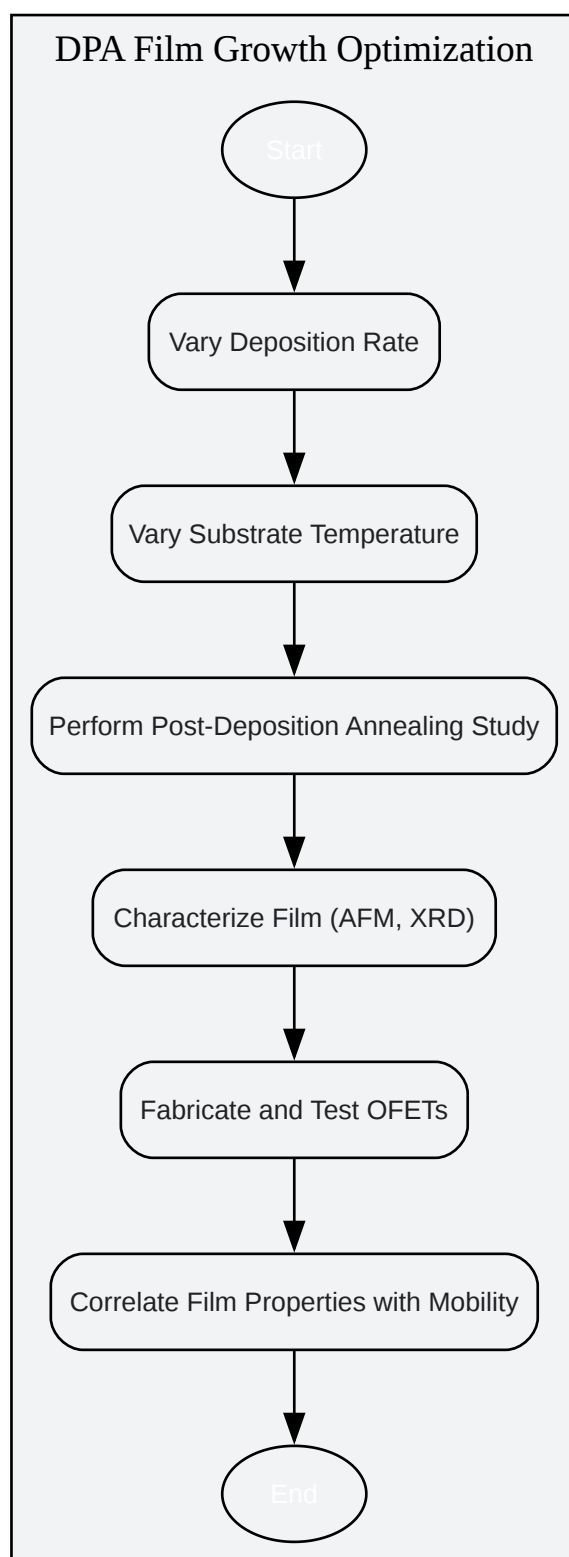 DPA Film Growth Optimization
Start
Vary Deposition Rate
Vary Substrate Temperature
Perform Post-Deposition Annealing Study
Characterize Film (AFM, XRD)
Fabricate and Test OFETs
Correlate Film Properties with Mobility
End